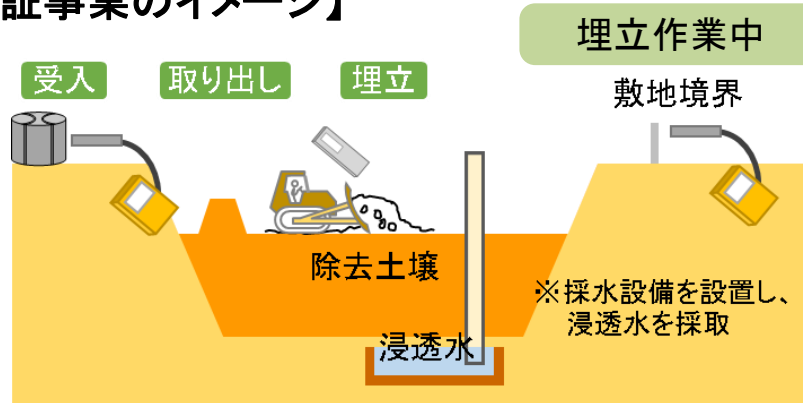 証事業のイメージ】
埋立作業中
受入
取り出し
埋立
敷地境界
除去土壌
※採水設備を設置し、
浸透水を採取
浸透水